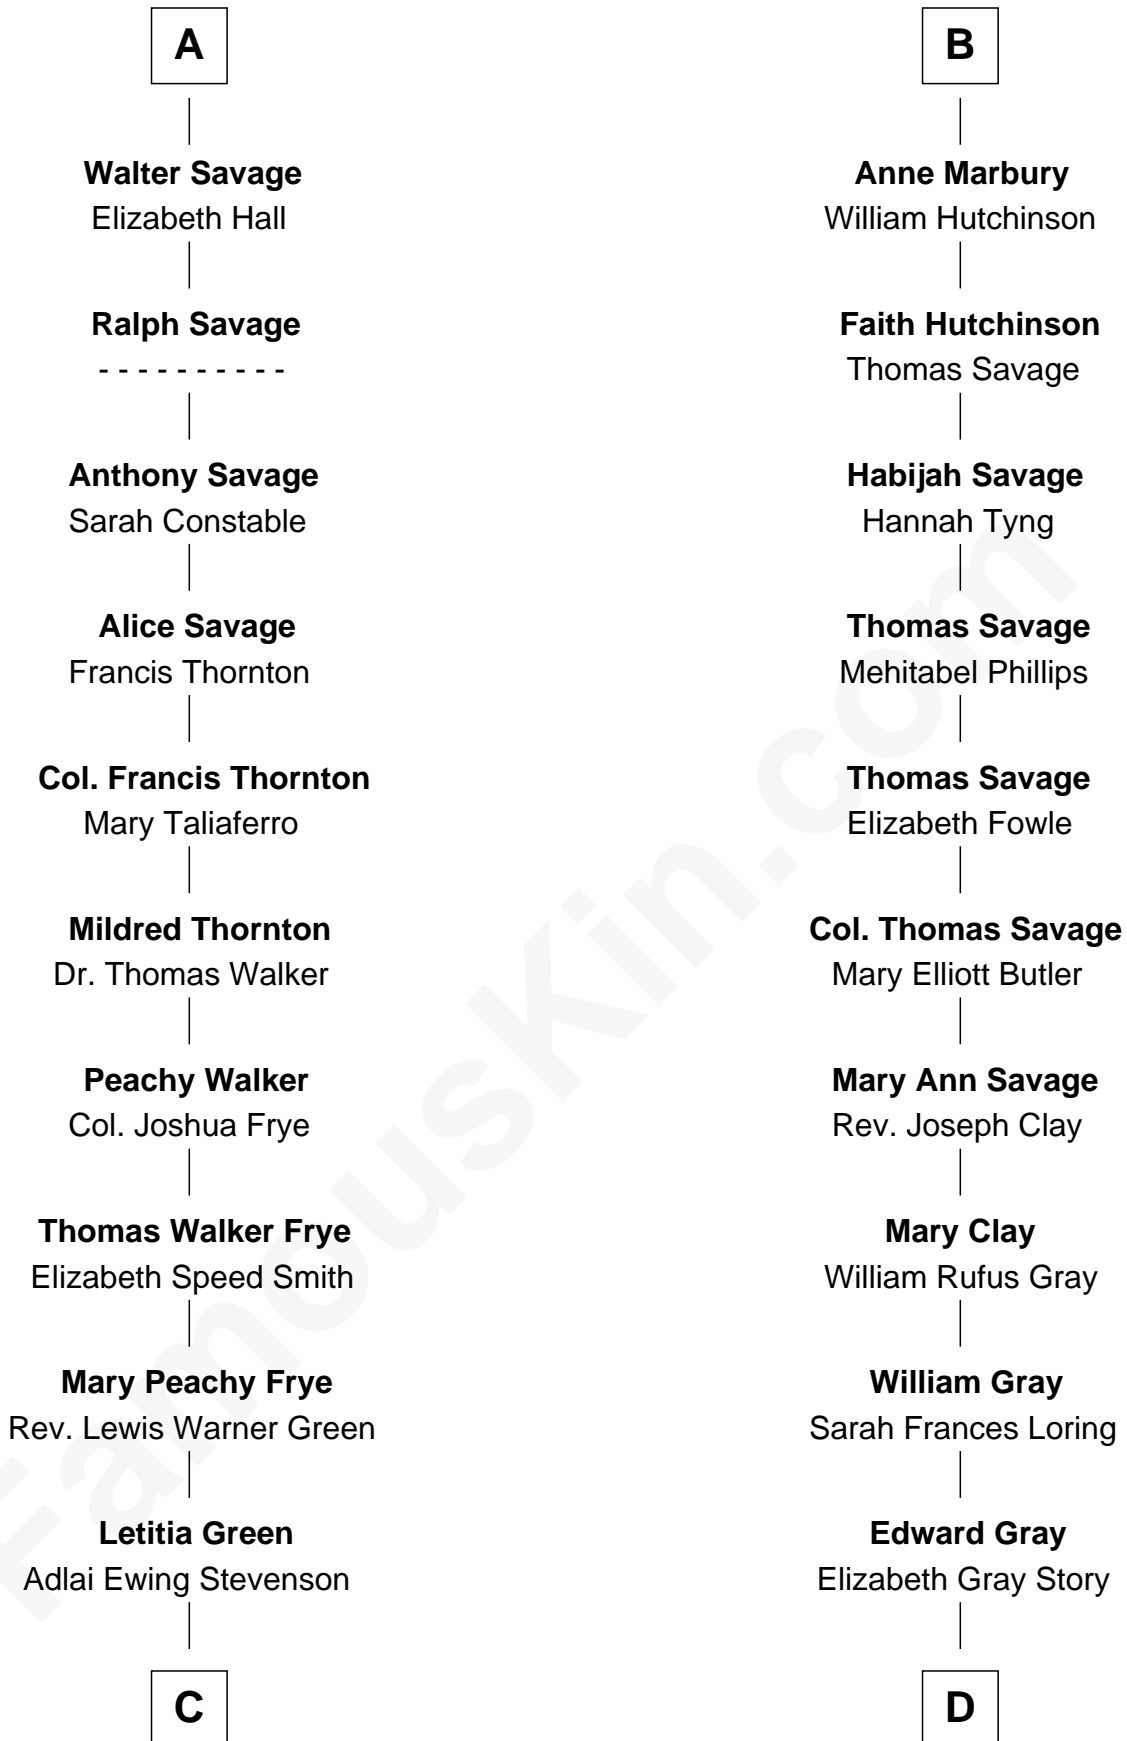 A
Walter Savage
Elizabeth Hall
Ralph Savage
- - - - - - - - - -
Anthony Savage
Sarah Constable
Alice Savage
Francis Thornton
Col. Francis Thornton
Mary Taliaferro
Mildred Thornton
Dr. Thomas Walker
Peachy Walker
Col. Joshua Frye
Thomas Walker Frye
Elizabeth Speed Smith
Mary Peachy Frye
Rev. Lewis Warner Green
Letitia Green
Adlai Ewing Stevenson
C
B
Anne Marbury
William Hutchinson
Faith Hutchinson
Thomas Savage
Habijah Savage
Hannah Tyng
Thomas Savage
Mehitabel Phillips
Thomas Savage
Elizabeth Fowle
Col. Thomas Savage
Mary Elliott Butler
Mary Ann Savage
Rev. Joseph Clay
Mary Clay
William Rufus Gray
William Gray
Sarah Frances Loring
Edward Gray
Elizabeth Gray Story
D
FamousKin.com